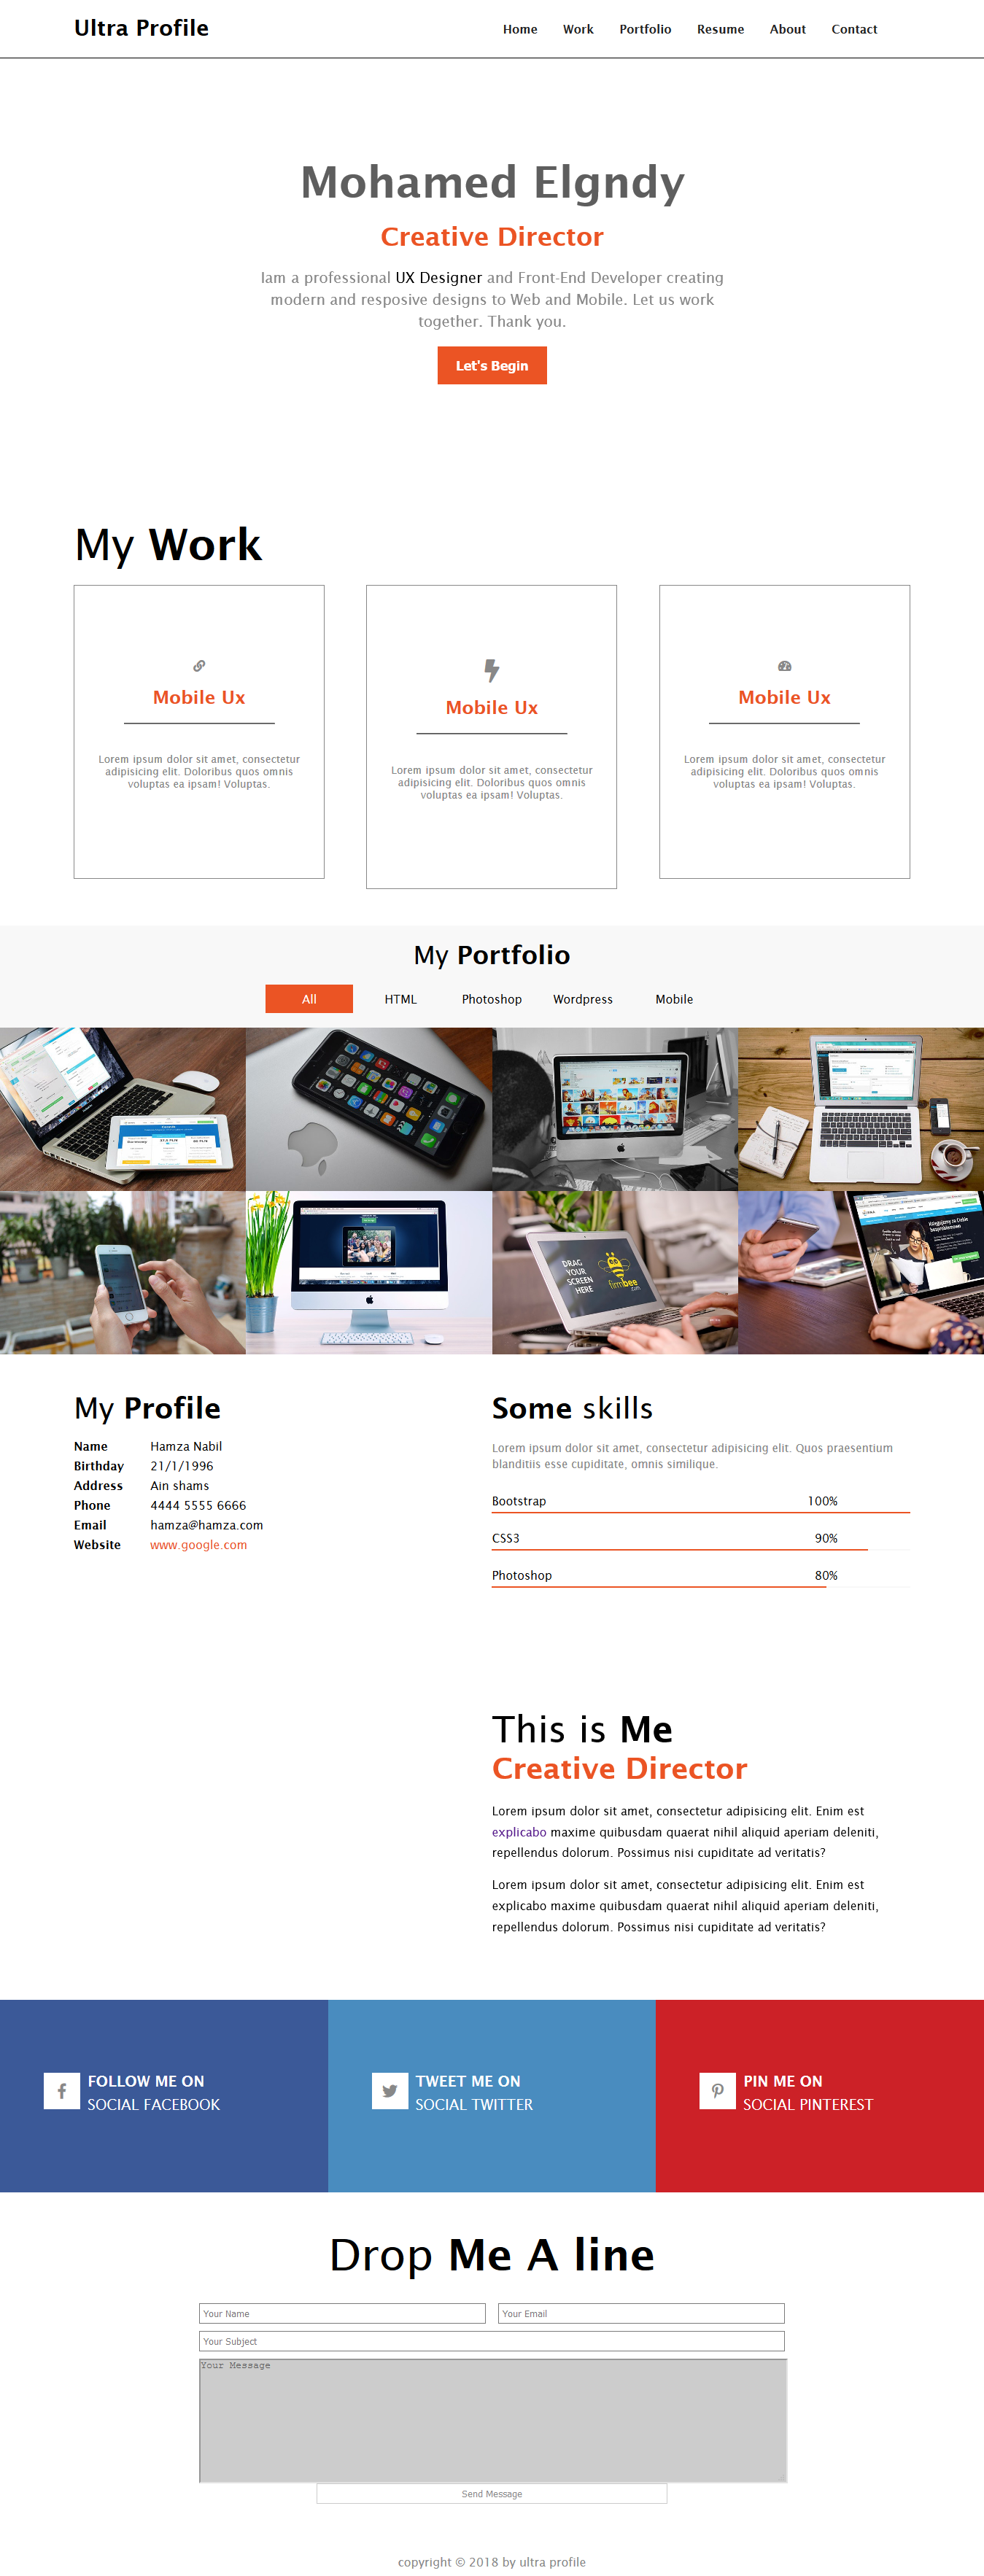 Ultra Profile
Home Work Portfolio Resume About Contact
Mohamed Elgndy
Creative Director
Iam a professional UX Designer and Front-End Developer creating
modern and resposive designs to Web and Mobile. Let us work
together. Thank you.
Let's Begin
My Work
Mobile Ux
Lorem ipsum dolor sit amet, consectetur
adipisicing elit. Doloribus quos omnis
voluptas ea ipsam! Voluptas.
Mobile Ux
Lorem ipsum dolor sit amet, consectetur
adipisicing elit. Doloribus quos omnis
voluptas ea ipsam! Voluptas.
Mobile Ux
Lorem ipsum dolor sit amet, consectetur
adipisicing elit. Doloribus quos omnis
voluptas ea ipsam! Voluptas.
My Portfolio
All HTML Photoshop Wordpress Mobile
DRAG
YOUR
SCREEN
HERE
firmbee
.com
My Profile
Name Hamza Nabil
Birthday 21/1/1996
Address Ain shams
Phone 4444 5555 6666
Email hamza@hamza.com
Website www.google.com
Some skills
Lorem ipsum dolor sit amet, consectetur adipisicing elit. Quos praesentium
blanditiis esse cupiditate, omnis similique.
Bootstrap 100%
CSS3 90%
Photoshop 80%
This is Me
Creative Director
Lorem ipsum dolor sit amet, consectetur adipisicing elit. Enim est
explicabo maxime quibusdam quaerat nihil aliquid aperiam deleniti,
repellendus dolorum. Possimus nisi cupiditate ad veritatis?
Lorem ipsum dolor sit amet, consectetur adipisicing elit. Enim est
explicabo maxime quibusdam quaerat nihil aliquid aperiam deleniti,
repellendus dolorum. Possimus nisi cupiditate ad veritatis?
FOLLOW ME ON
SOCIAL FACEBOOK
TWEET ME ON
SOCIAL TWITTER
PIN ME ON
SOCIAL PINTEREST
Drop Me A line
Your Name
Your Email
Your Subject
Your Message
Send Message
copyright © 2018 by ultra profile